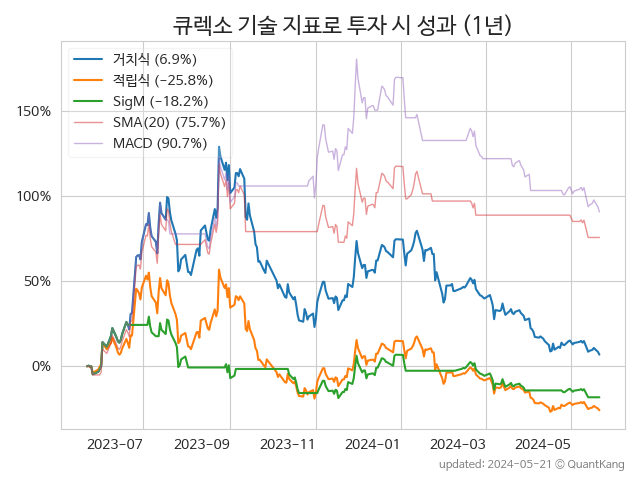 큐렉소 기술 지표로 투자 시 성과 (1년)
거치식 (6.9%)
적립식 (-25.8%)
SigM (-18.2%)
SMA(20) (75.7%)
MACD (90.7%)
150%
100%
50%
0%
2023-07 2023-09 2023-11 2024-01 2024-03 2024-05
updated: 2024-05-21 © QuantKang